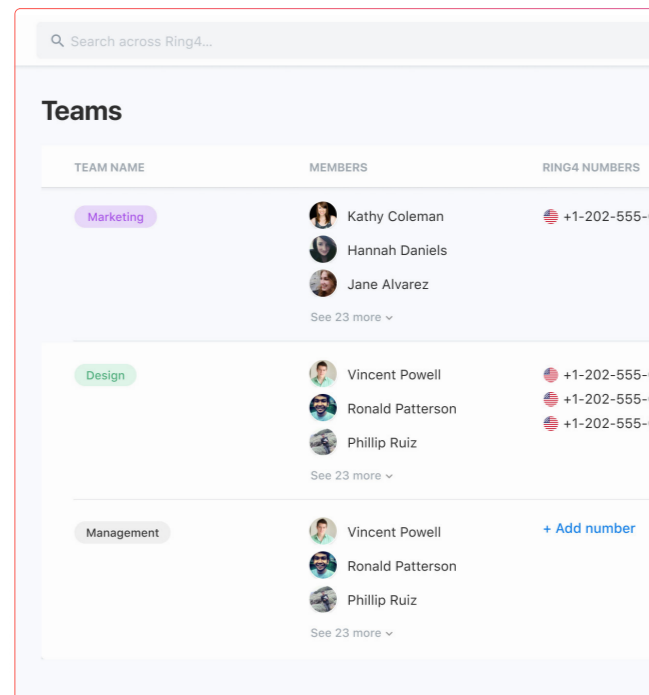 Search across Ring4...
Teams
TEAM NAME MEMBERS RING4 NUMBERS
Marketing Kathy Coleman +1-202-555-
Hannah Daniels
Jane Alvarez
See 23 more
Design Vincent Powell +1-202-555-
Ronald Patterson +1-202-555-
Phillip Ruiz +1-202-555-
See 23 more
Management Vincent Powell + Add number
Ronald Patterson
Phillip Ruiz
See 23 more